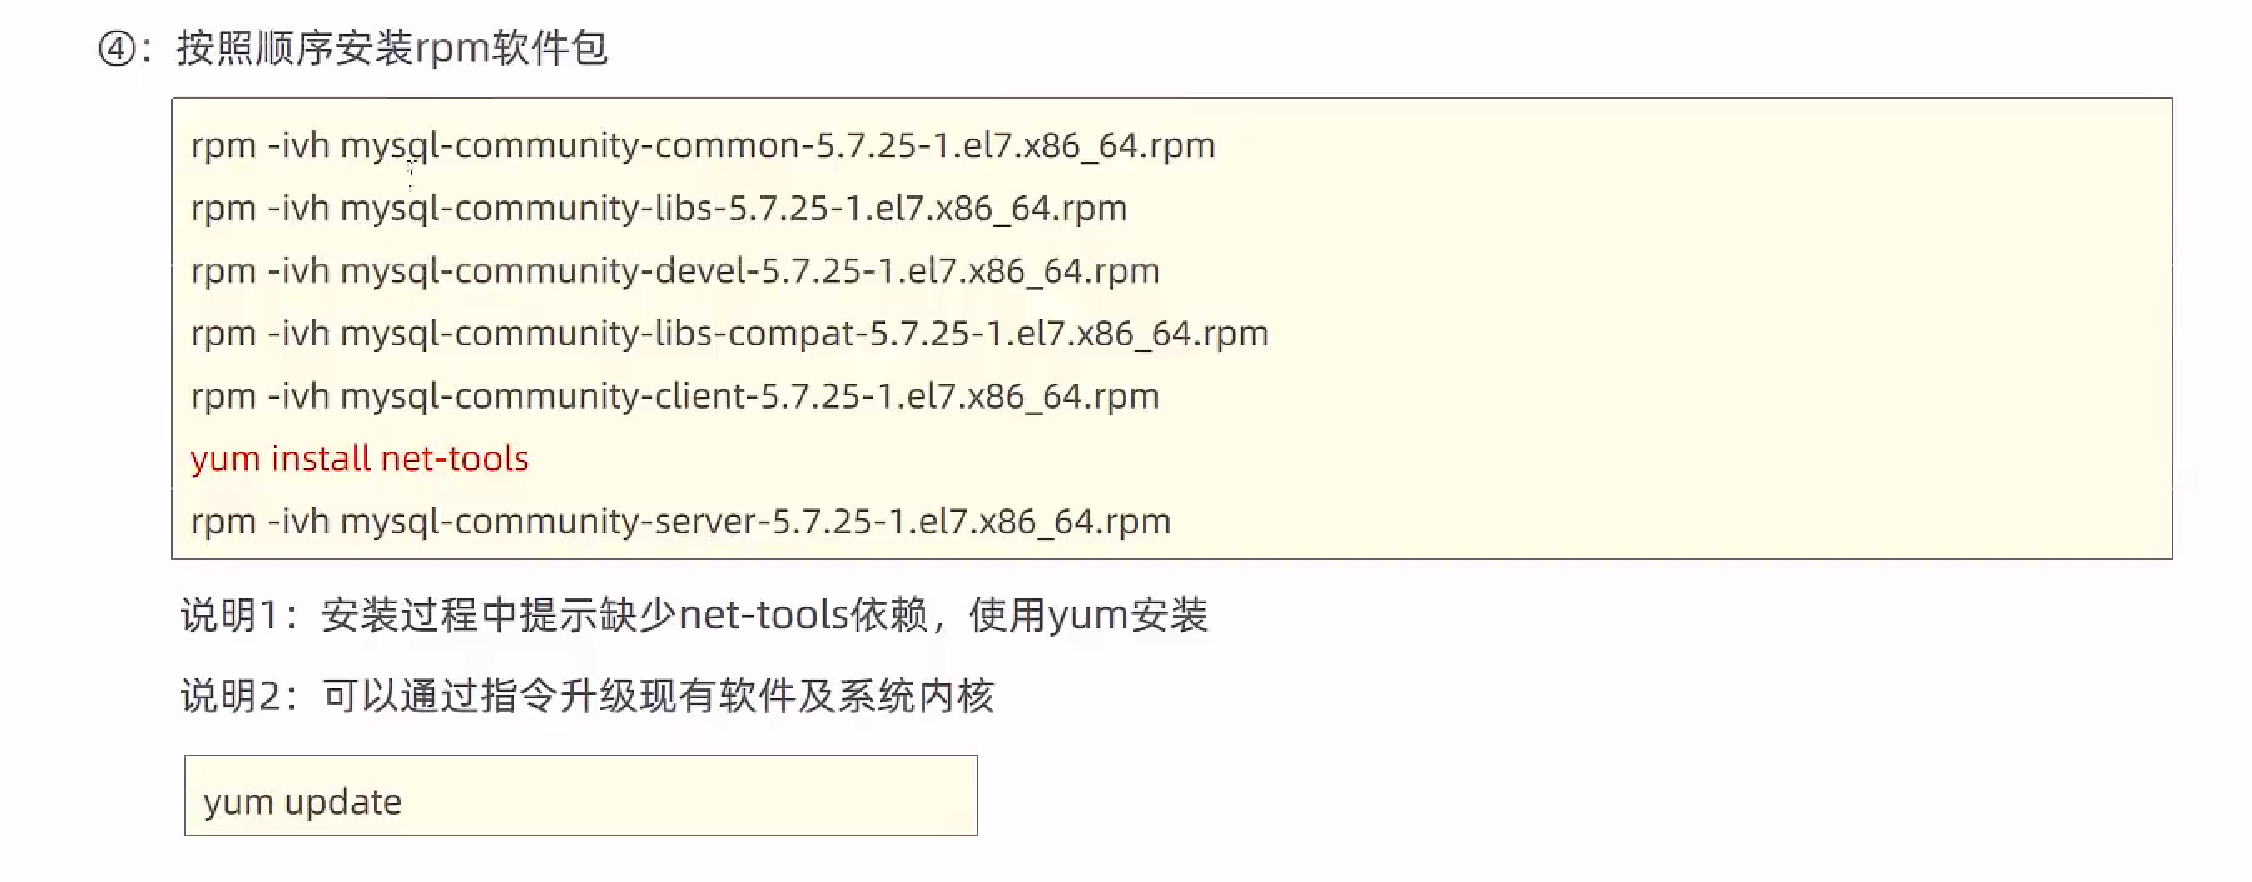 ④：按照顺序安装rpm软件包
rpm -ivh mysql-community-common-5.7.25-1.el7.x86_64.rpm
rpm -ivh mysql-community-libs-5.7.25-1.el7.x86_64.rpm
rpm -ivh mysql-community-devel-5.7.25-1.el7.x86_64.rpm
rpm -ivh mysql-community-libs-compat-5.7.25-1.el7.x86_64.rpm
rpm -ivh mysql-community-client-5.7.25-1.el7.x86_64.rpm
yum install net-tools
rpm -ivh mysql-community-server-5.7.25-1.el7.x86_64.rpm
说明1：安装过程中提示缺少net-tools依赖，使用yum安装
说明2：可以通过指令升级现有软件及系统内核
yum update